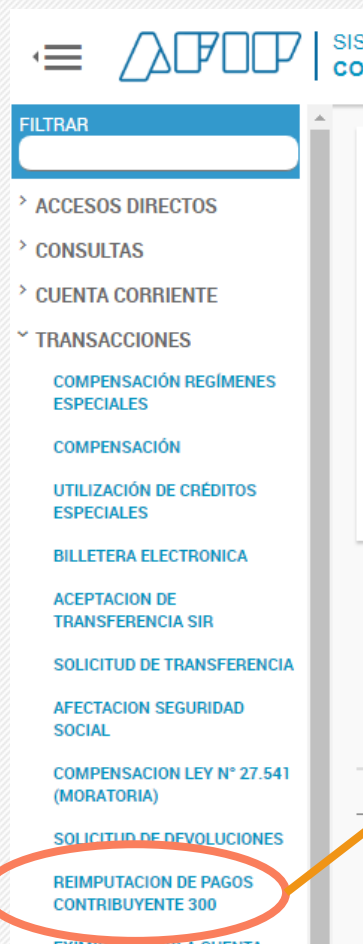 AFIP
SIS
CO
FILTRAR
ACCESOS DIRECTOS
CONSULTAS
CUENTA CORRIENTE
TRANSACCIONES
COMPENSACIÓN REGÍMENES
ESPECIALES
COMPENSACIÓN
UTILIZACIÓN DE CRÉDITOS
ESPECIALES
BILLETERA ELECTRONICA
ACEPTACION DE
TRANSFERENCIA SIR
SOLICITUD DE TRANSFERENCIA
AFECTACION SEGURIDAD
SOCIAL
COMPENSACION LEY N° 27.541
(MORATORIA)
SOLICITUD DE DEVOLUCIONES
REIMPUTACION DE PAGOS
CONTRIBUYENTE 300
CUENTA